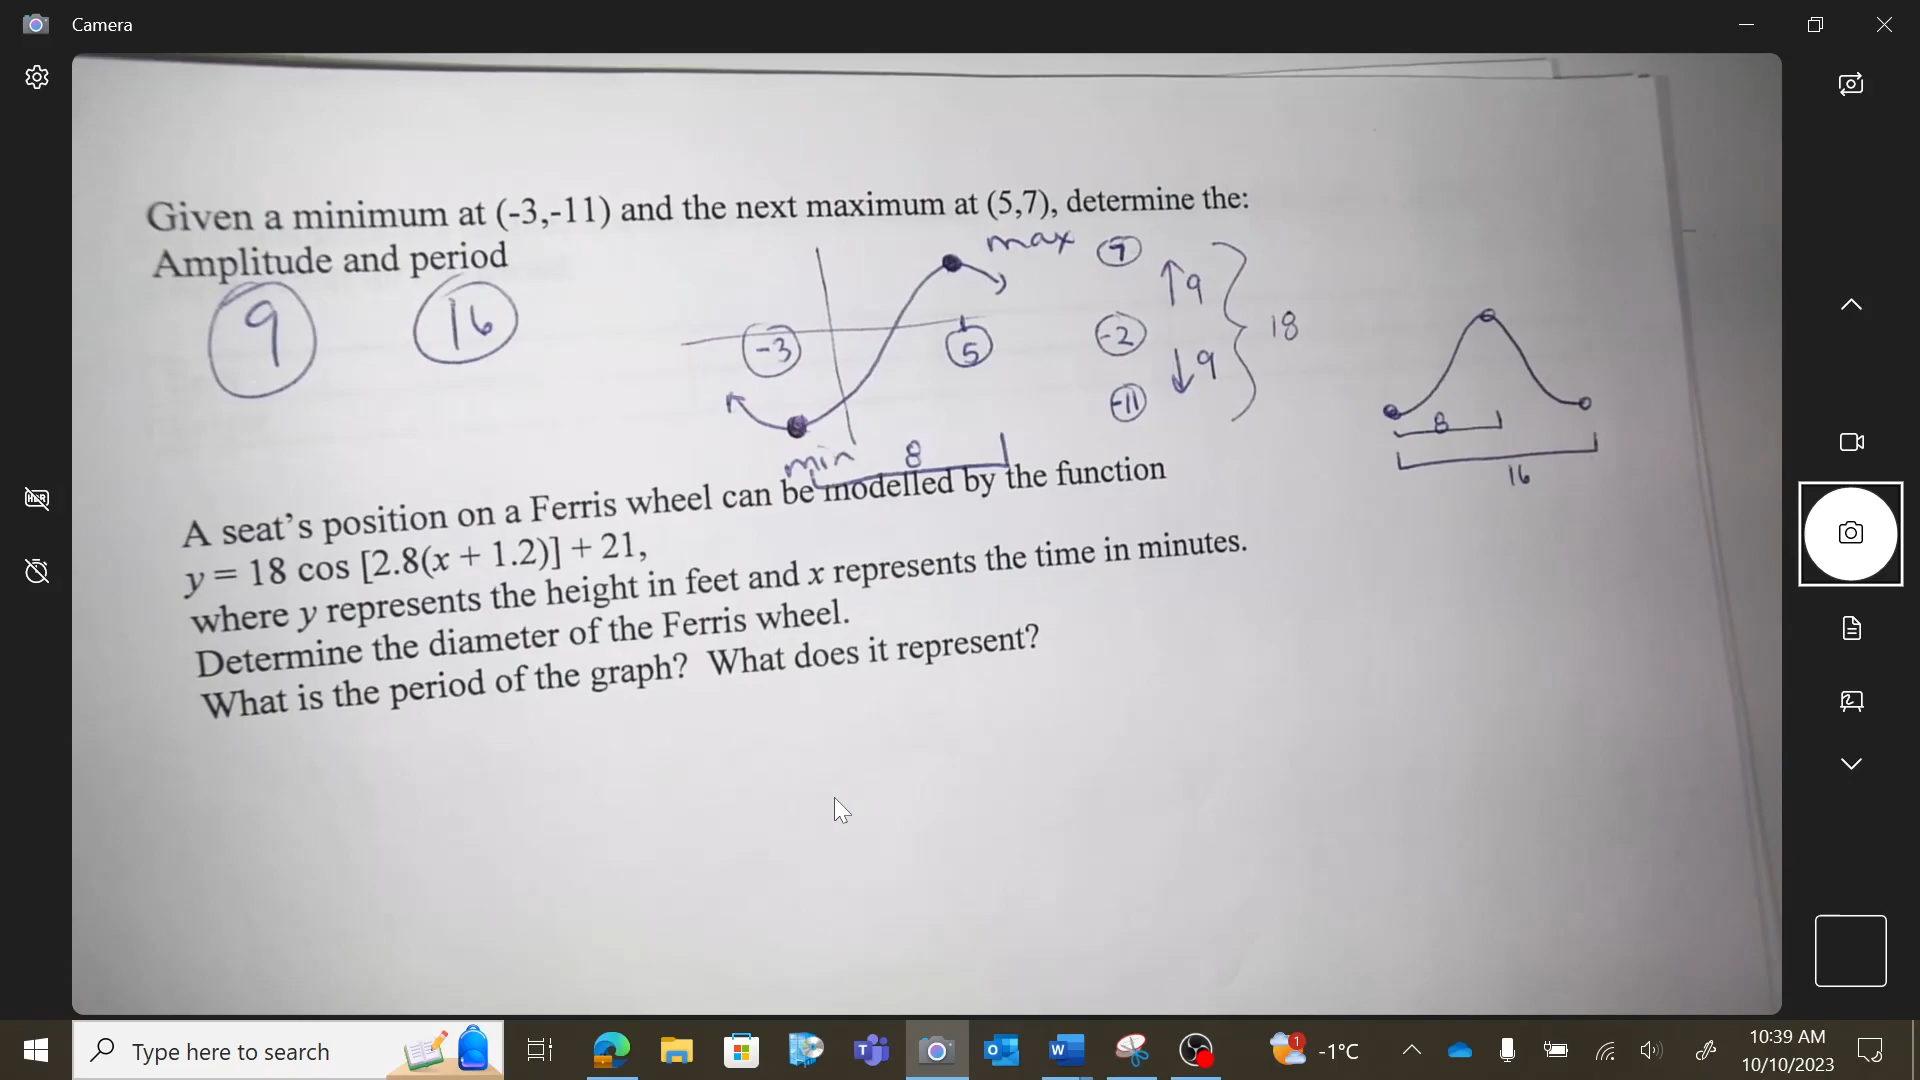 Camera
Given a minimum at (-3,-11) and the next maximum at (5,7), determine the:
Amplitude and period
9
16
max
7
↑9
-3
5
-2
18
↓9
-11
min
8
8
16
A seat's position on a Ferris wheel can be modelled by the function
y = 18 cos [2.8(x + 1.2)] + 21,
where y represents the height in feet and x represents the time in minutes.
Determine the diameter of the Ferris wheel.
What is the period of the graph? What does it represent?
HDR
Type here to search
1
-1°C
10:39 AM
10/10/2023